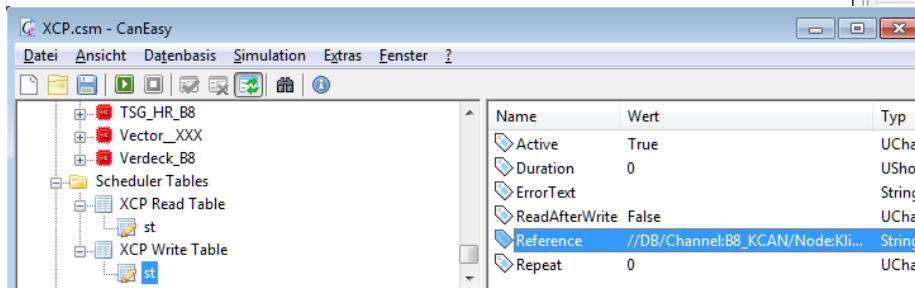 XCP.csm - CanEasy
Datei Ansicht Datenbasis Simulation Extras Fenster ?
TSG_HR_B8
Vector__XXX
Verdeck_B8
Scheduler Tables
XCP Read Table
st
XCP Write Table
st
Name Wert Typ
Active True UCha
Duration 0 USho
ErrorText String
ReadAfterWrite False UCha
Reference //DB/Channel:B8_KCAN/Node:Kli... String
Repeat 0 UCha